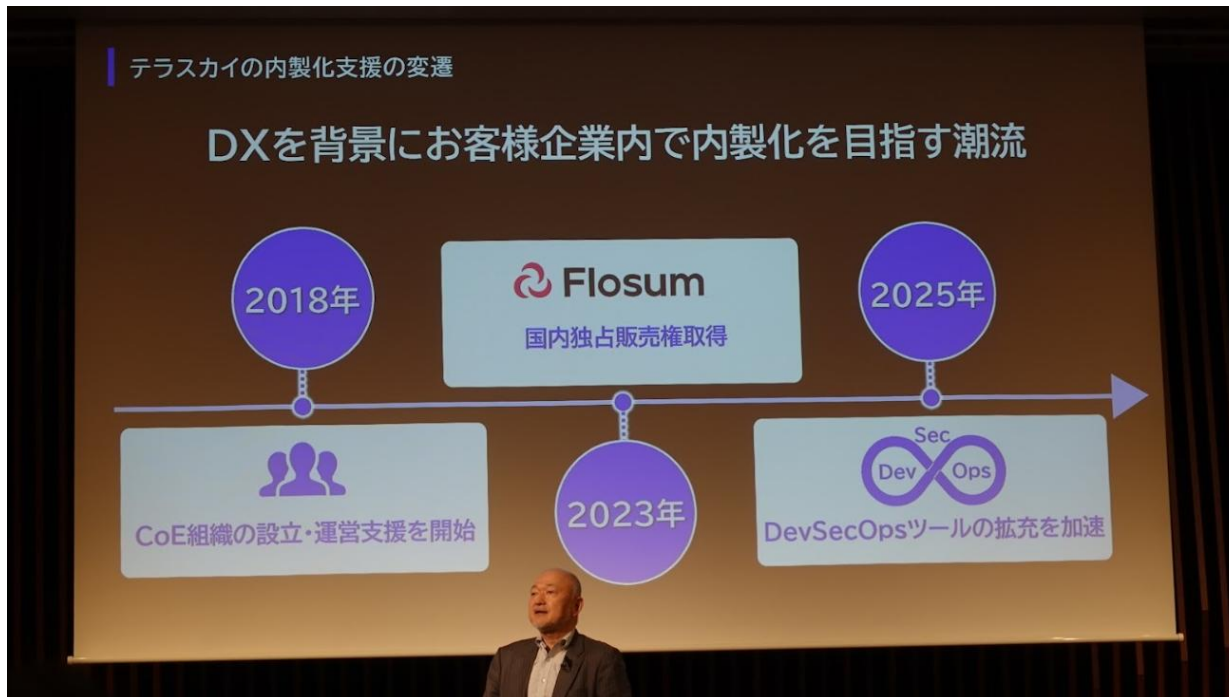 テラスカイの内製化支援の変遷
DXを背景にお客様企業内で内製化を目指す潮流
2018年
CoE組織の設立・運営支援を開始
Flosum
国内独占販売権取得
2023年
2025年
Sec
Dev
Ops
DevSecOpsツールの拡充を加速